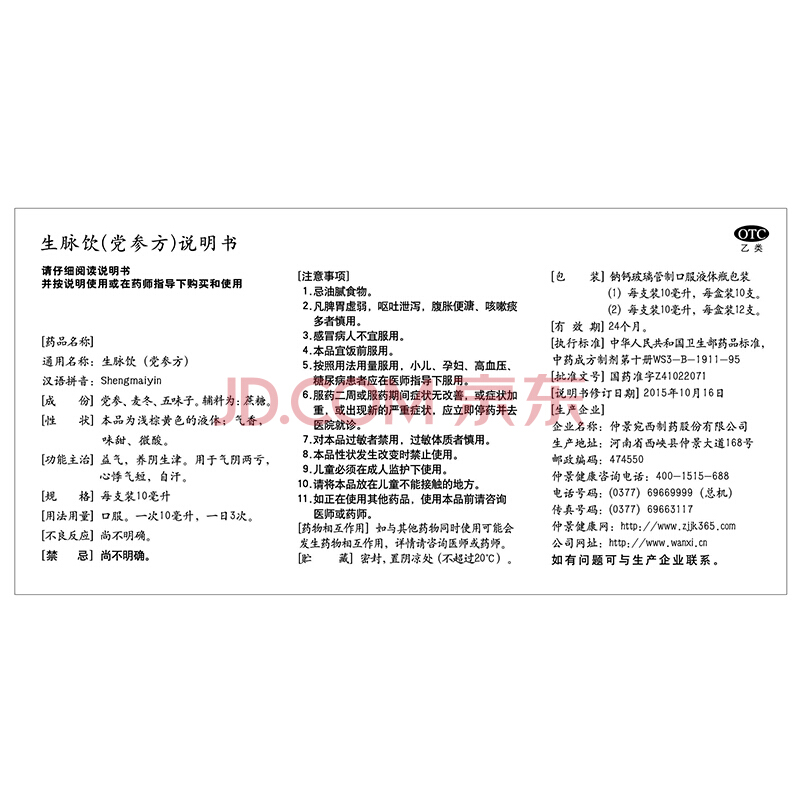 生脉饮(党参方)说明书
请仔细阅读说明书
并按说明使用或在药师指导下购买和使用
[药品名称]
通用名称：生脉饮（党参方）
汉语拼音：Shengmaiyin
[成 份] 党参、麦冬、五味子。辅料为：蔗糖。
[性 状] 本品为浅棕黄色的液体；气香，
味甜、微酸。
[功能主治] 益气，养阴生津。用于气阴两亏，
心悸气短，自汗。
[规 格] 每支装10毫升
[用法用量] 口服。一次10毫升，一日3次。
[不良反应] 尚不明确。
[禁 忌] 尚不明确。
[注意事项]
1.忌油腻食物。
2.凡脾胃虚弱，呕吐泄泻，腹胀便溏、咳嗽痰
多者慎用。
3.感冒病人不宜服用。
4.本品宜饭前服用。
5.按照用法用量服用，小儿、孕妇、高血压、
糖尿病患者应在医师指导下服用。
6.服药二周或服药期间症状无改善，或症状加
重，或出现新的严重症状，应立即停药并去
医院就诊。
7.对本品过敏者禁用，过敏体质者慎用。
8.本品性状发生改变时禁止使用。
9.儿童必须在成人监护下使用。
10.请将本品放在儿童不能接触的地方。
11.如正在使用其他药品，使用本品前请咨询
医师或药师。
[药物相互作用] 如与其他药物同时使用可能会
发生药物相互作用，详情请咨询医师或药师。
[贮 藏] 密封，置阴凉处（不超过20℃）。
OTC
乙类
[包 装] 钠钙玻璃管制口服液体瓶包装
(1) 每支装10毫升，每盒装10支。
(2) 每支装10毫升，每盒装12支。
[有 效 期] 24个月。
[执行标准] 中华人民共和国卫生部药品标准，
中药成方制剂第十册WS3-B-1911-95
[批准文号] 国药准字Z41022071
[说明书修订日期] 2015年10月16日
[生产企业]
企业名称：仲景宛西制药股份有限公司
生产地址：河南省西峡县仲景大道168号
邮政编码：474550
仲景健康咨询电话：400-1515-688
电话号码：(0377) 69669999（总机）
传真号码：(0377) 69663117
仲景健康网：http://www.zjjk365.com
公司网址：http://www.wanxi.cn
如有问题可与生产企业联系。
JD.COM 京东